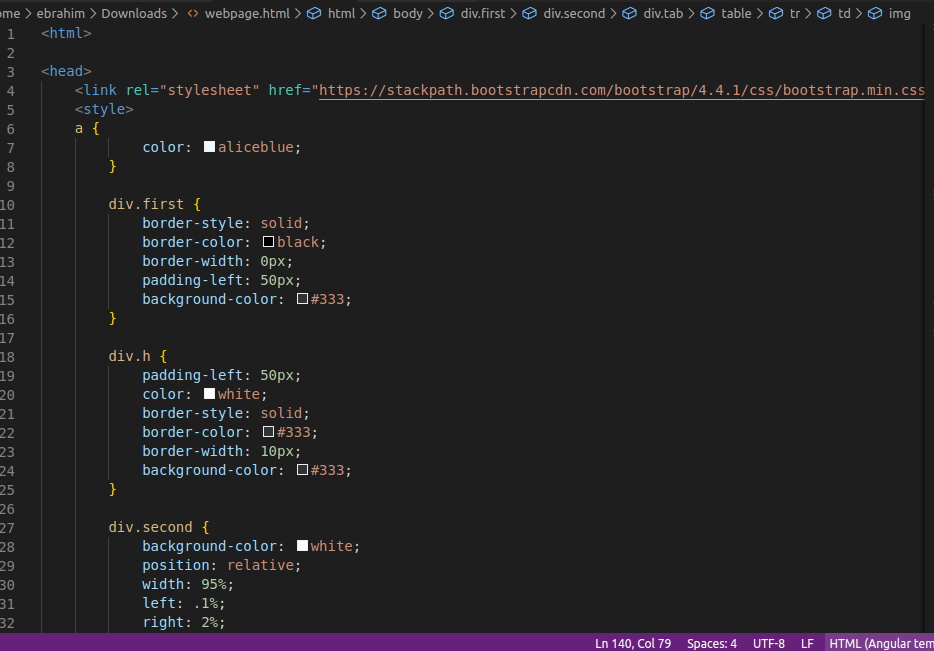 ome > ebrahim > Downloads > <> webpage.html > html > body > div.first > div.second > div.tab > table > tr > td > img
1 <html>
2
3 <head>
4 <link rel="stylesheet" href="https://stackpath.bootstrapcdn.com/bootstrap/4.4.1/css/bootstrap.min.css
5 <style>
6 a {
7 color: aliceblue;
8 }
9
10 div.first {
11 border-style: solid;
12 border-color: black;
13 border-width: 0px;
14 padding-left: 50px;
15 background-color: #333;
16 }
17
18 div.h {
19 padding-left: 50px;
20 color: white;
21 border-style: solid;
22 border-color: #333;
23 border-width: 10px;
24 background-color: #333;
25 }
26
27 div.second {
28 background-color: white;
29 position: relative;
30 width: 95%;
31 left: .1%;
32 right: 2%;
Ln 140, Col 79 Spaces: 4 UTF-8 LF HTML (Angular tem